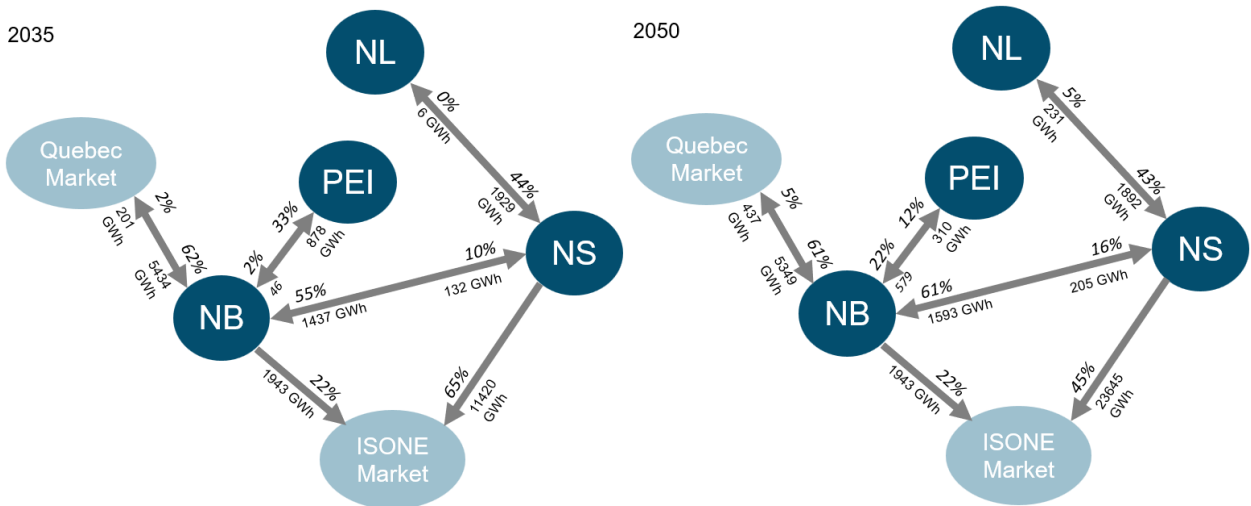 2035
NL
0%
6 GWh
Quebec
Market
PEI
2%
201
GWh
33%
878
GWh
44%
1929
GWh
62%
5434
GWh
2%
46
10%
132 GWh
NS
55%
1437 GWh
NB
22%
1943 GWh
65%
11420
GWh
ISONE
Market
2050
NL
5%
231
GWh
Quebec
Market
PEI
5%
437
GWh
12%
310
GWh
43%
1892
GWh
61%
5349
GWh
22%
579
16%
205 GWh
NS
61%
1593 GWh
NB
22%
1943 GWh
45%
23645
GWh
ISONE
Market